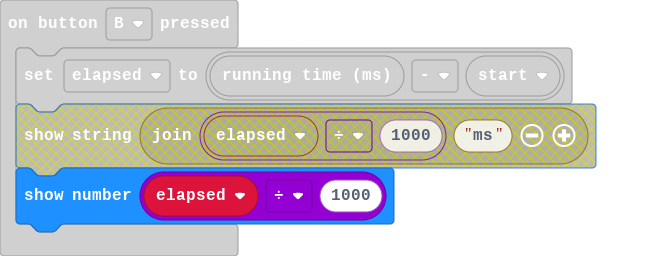 on button B pressed
set elapsed to running time (ms) - start
show string join elapsed ÷ 1000 "ms"
show number elapsed ÷ 1000